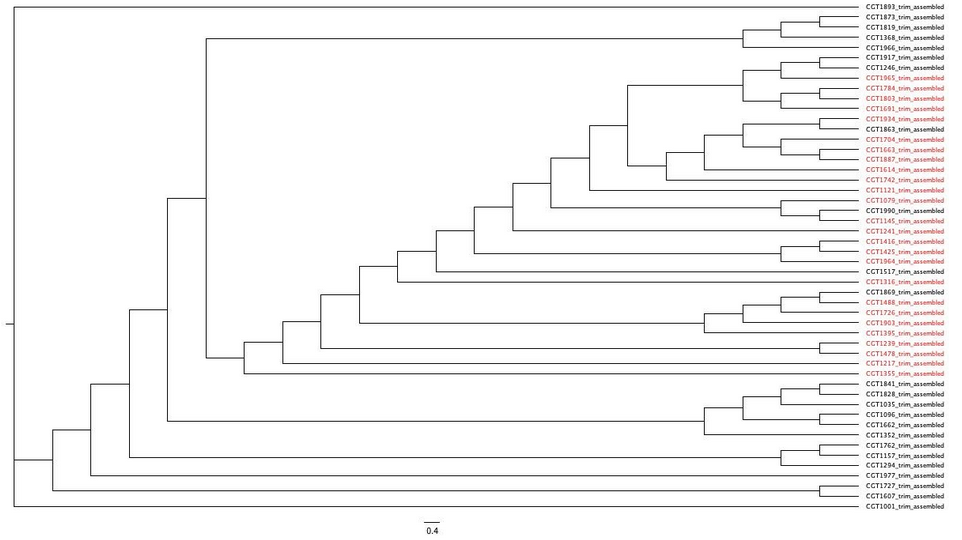 CGT1893_trim_assembled
CGT1873_trim_assembled
CGT1819_trim_assembled
CGT1368_trim_assembled
CGT1966_trim_assembled
CGT1917_trim_assembled
CGT1246_trim_assembled
CGT1965_trim_assembled
CGT1784_trim_assembled
CGT1803_trim_assembled
CGT1691_trim_assembled
CGT1934_trim_assembled
CGT1863_trim_assembled
CGT1704_trim_assembled
CGT1663_trim_assembled
CGT1887_trim_assembled
CGT1614_trim_assembled
CGT1742_trim_assembled
CGT1121_trim_assembled
CGT1079_trim_assembled
CGT1990_trim_assembled
CGT1145_trim_assembled
CGT1241_trim_assembled
CGT1416_trim_assembled
CGT1425_trim_assembled
CGT1964_trim_assembled
CGT1517_trim_assembled
CGT1316_trim_assembled
CGT1869_trim_assembled
CGT1488_trim_assembled
CGT1726_trim_assembled
CGT1903_trim_assembled
CGT1395_trim_assembled
CGT1239_trim_assembled
CGT1478_trim_assembled
CGT1217_trim_assembled
CGT1355_trim_assembled
CGT1841_trim_assembled
CGT1828_trim_assembled
CGT1035_trim_assembled
CGT1096_trim_assembled
CGT1662_trim_assembled
CGT1352_trim_assembled
CGT1762_trim_assembled
CGT1157_trim_assembled
CGT1294_trim_assembled
CGT1977_trim_assembled
CGT1727_trim_assembled
CGT1607_trim_assembled
CGT1001_trim_assembled
0.4